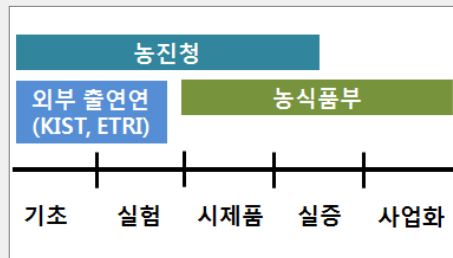 농진청
외부 출연연
(KIST, ETRI)
농식품부
기초 실험 시제품 실증 사업화